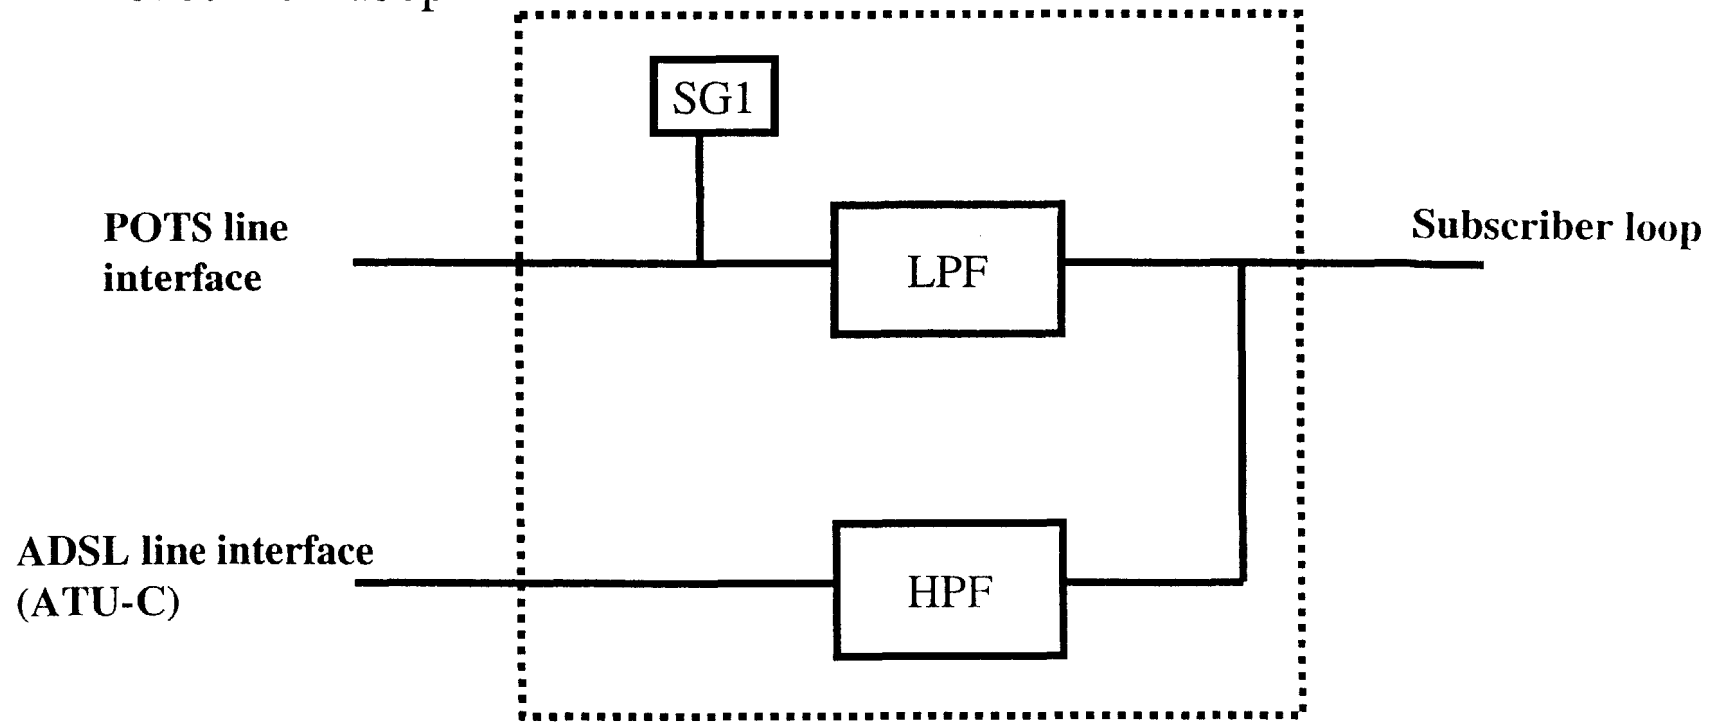 SG1
POTS line
interface
LPF
Subscriber loop
ADSL line interface
(ATU-C)
HPF